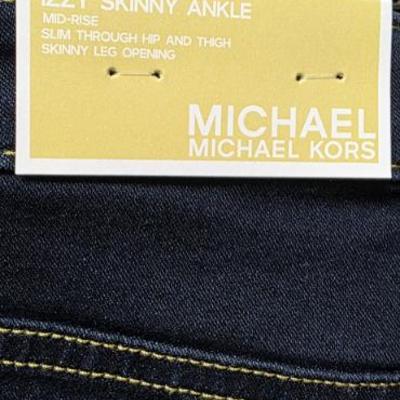 IZZY SKINNY ANKLE
MID-RISE
SLIM THROUGH HIP AND THIGH
SKINNY LEG OPENING
MICHAEL
MICHAEL KORS